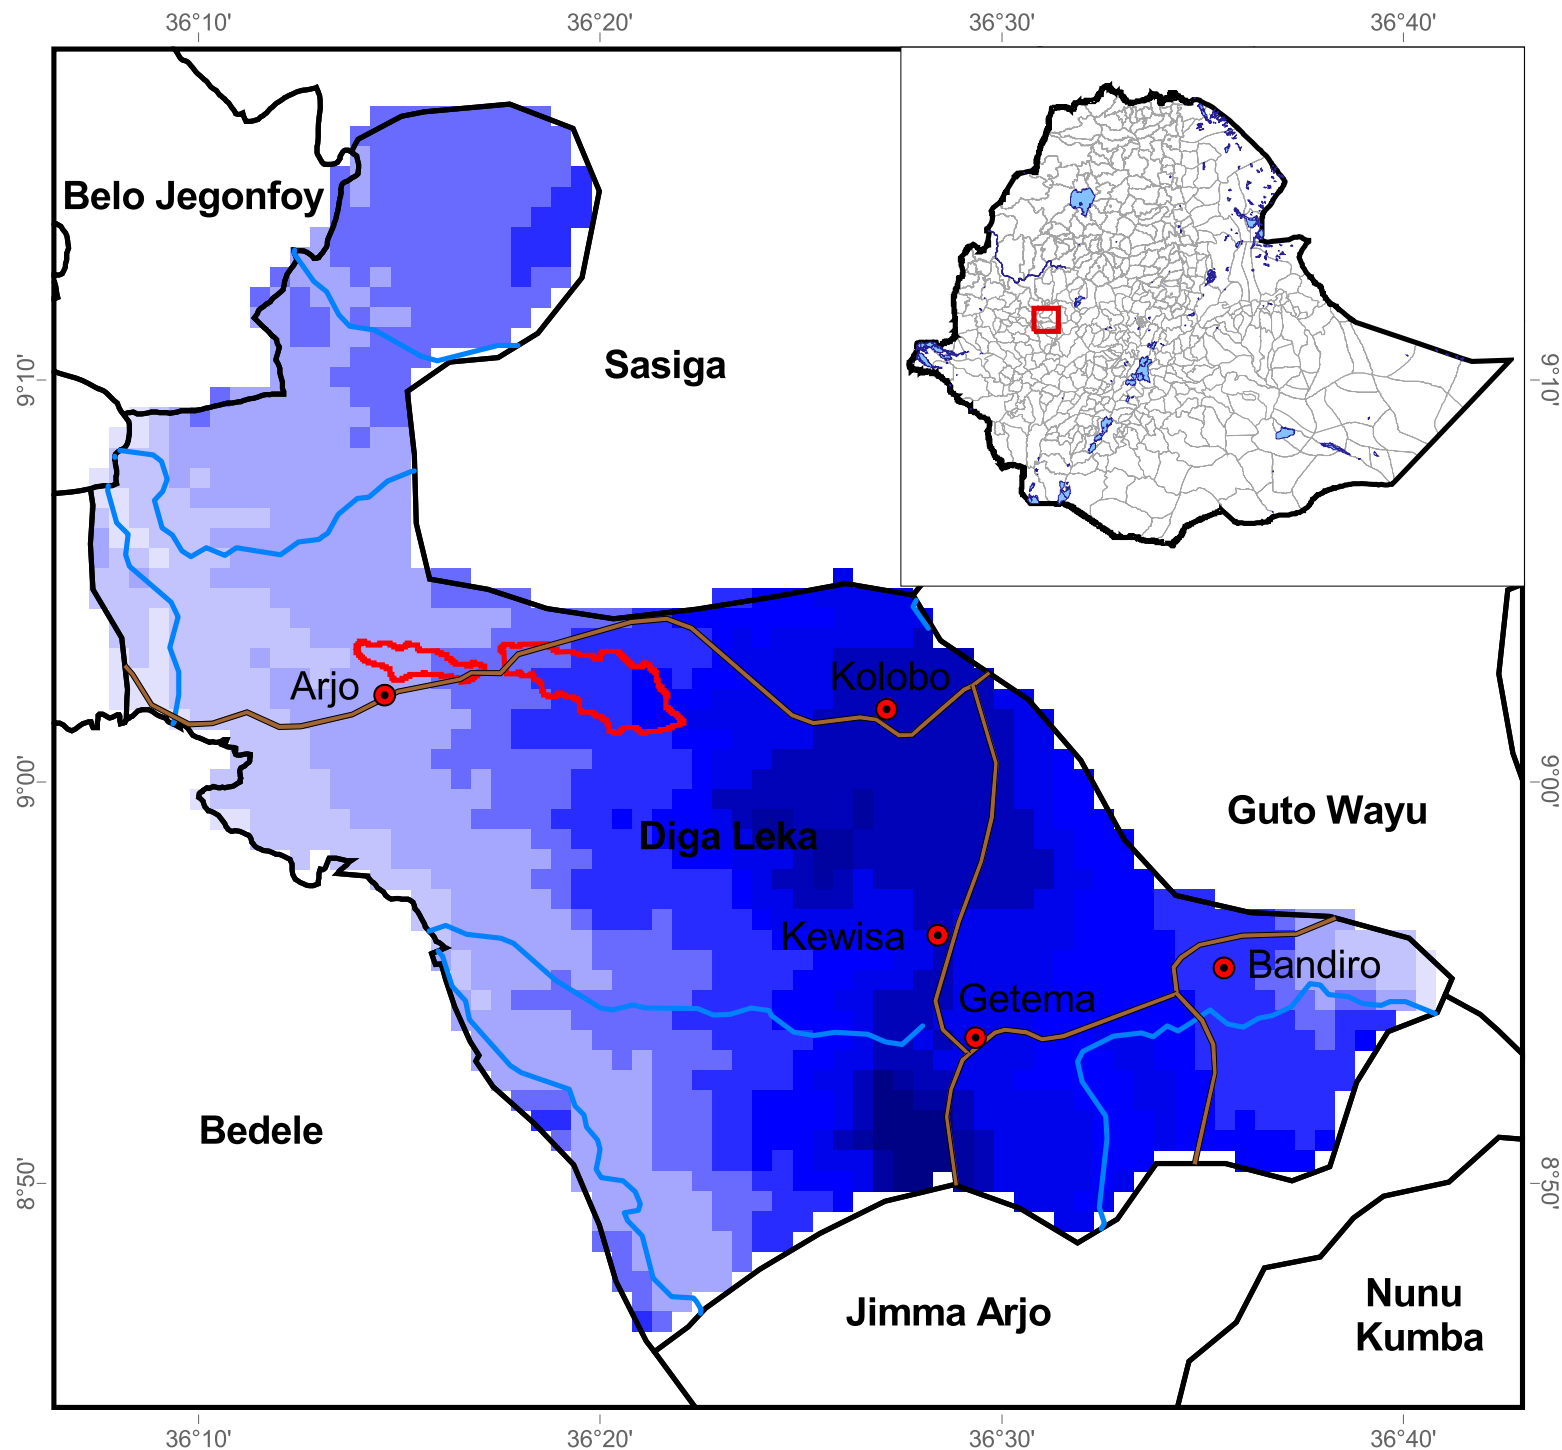 36°10'
36°20'
36°30'
36°40'
Belo Jegonfoy
Sasiga
9°10'
9°10'
Arjo
Kolobo
9°00'
9°00'
Guto Wayu
Diga Leka
Kewisa
Bandiro
Getema
Bedele
8°50'
8°50'
Nunu
Kumba
Jimma Arjo
36°10'
36°20'
36°30'
36°40'